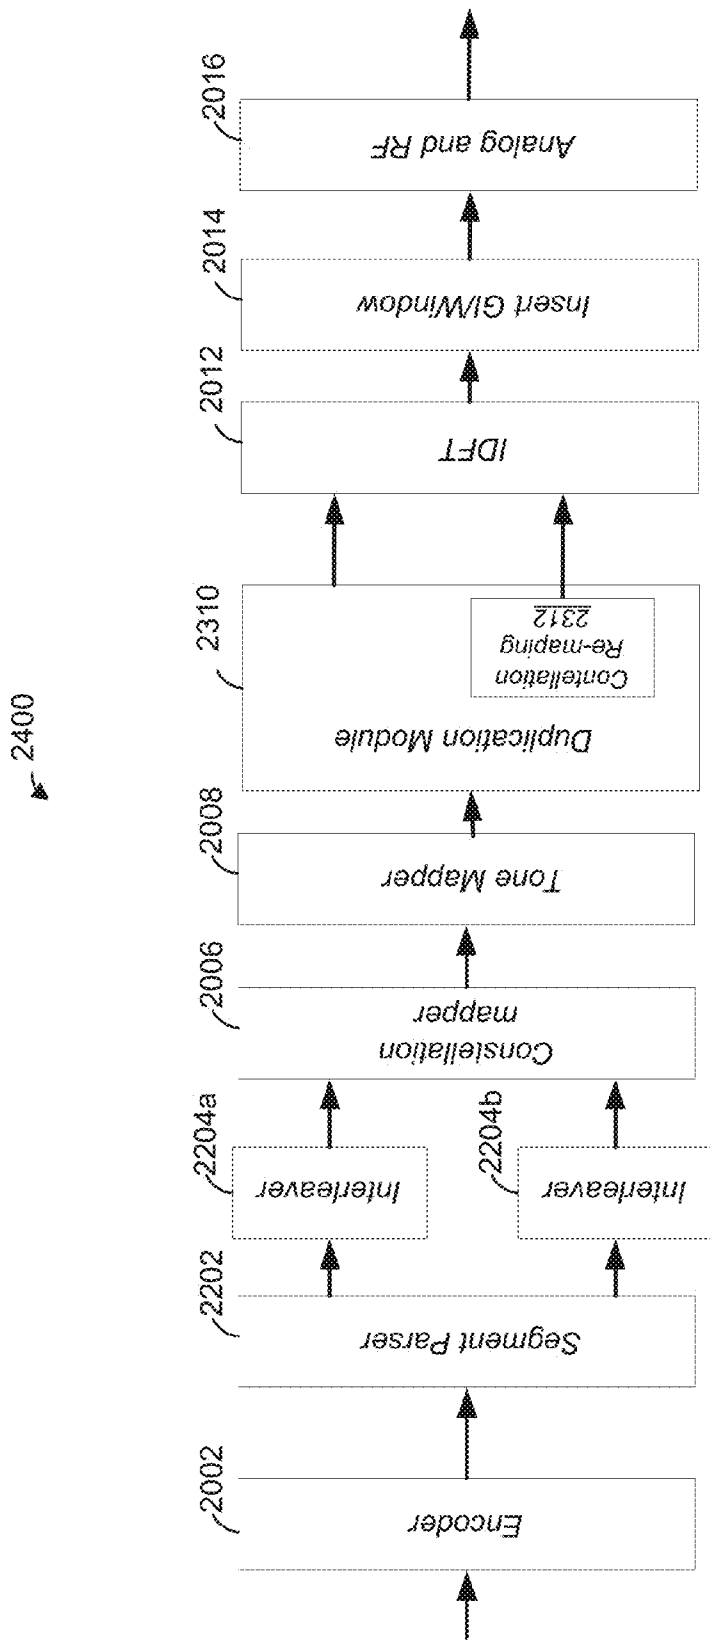 2400
Encoder
2002
Segment Parser
2202
Interleaver
2204a
Interleaver
2204b
Constellation
mapper
2006
Tone Mapper
2008
Duplication Module
2310
Contellation
Re-maping
2312
IDFT
2012
Insert GI/Window
2014
Analog and RF
2016